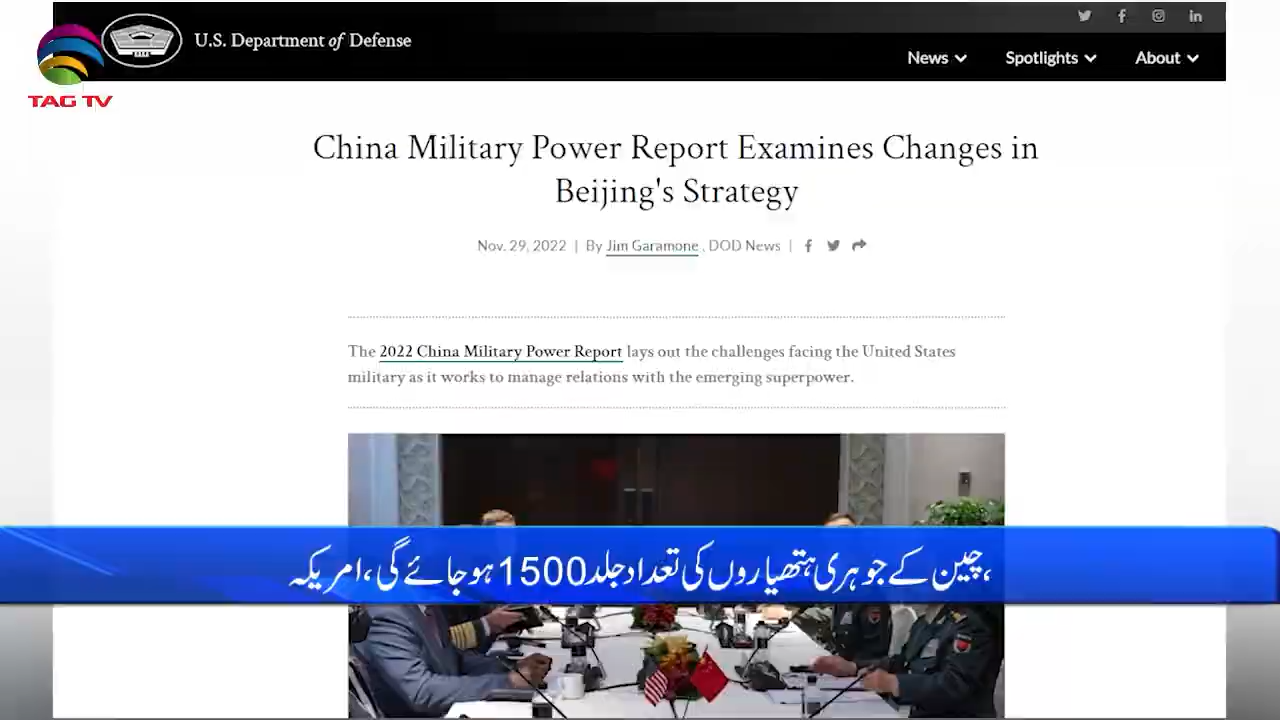 U.S. Department of Defense
TAG TV
News
Spotlights
About
China Military Power Report Examines Changes in
Beijing's Strategy
Nov. 29, 2022 | By Jim Garamone , DOD News |
The 2022 China Military Power Report lays out the challenges facing the United States
military as it works to manage relations with the emerging superpower.
،چین کے جوہری ہتھیاروں کی تعداد جلد 1500 ہو جائے گی، امریکہ